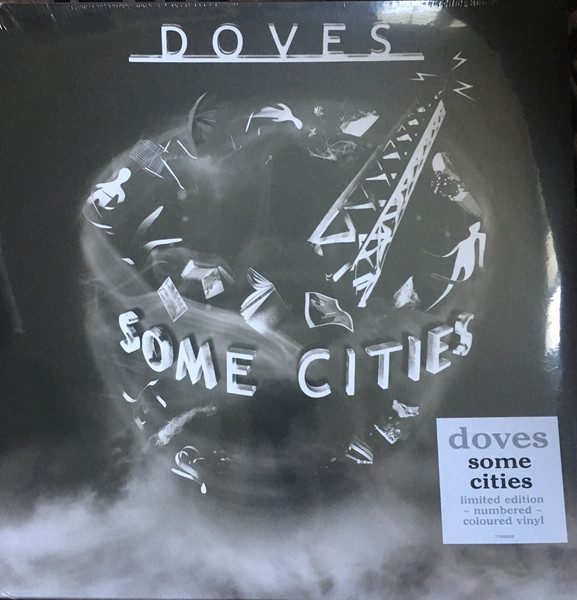 DOVES
SOME CITIES
doves
some
cities
limited edition
~ numbered ~
coloured vinyl